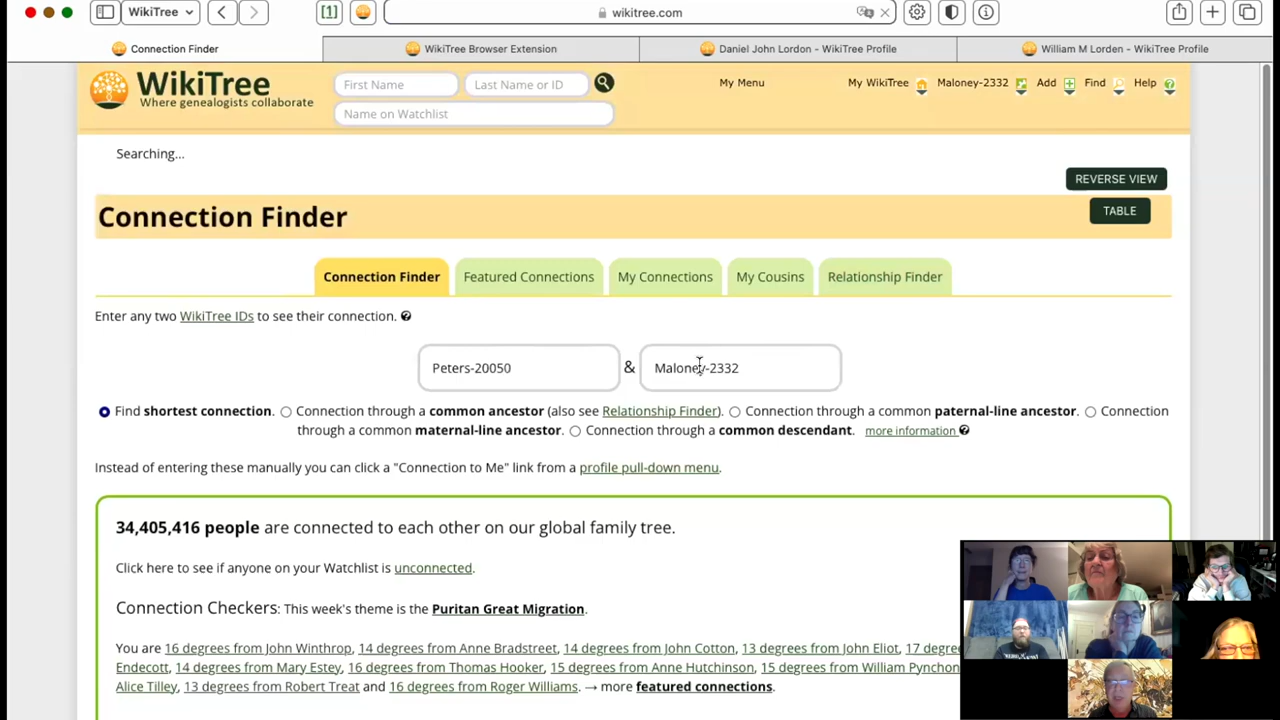 WikiTree
[1]
wikitree.com
Connection Finder
WikiTree Browser Extension
Daniel John Lordon - WikiTree Profile
William M Lorden - WikiTree Profile
WikiTree
Where genealogists collaborate
First Name
Last Name or ID
Name on Watchlist
My Menu
My WikiTree
Maloney-2332
Add
Find
Help
Searching...
REVERSE VIEW
Connection Finder
TABLE
Connection Finder
Featured Connections
My Connections
My Cousins
Relationship Finder
Enter any two WikiTree IDs to see their connection.
Peters-20050 & Maloney-2332
Find shortest connection. Connection through a common ancestor (also see Relationship Finder). Connection through a common paternal-line ancestor. Connection
through a common maternal-line ancestor. Connection through a common descendant. more information
Instead of entering these manually you can click a "Connection to Me" link from a profile pull-down menu.
34,405,416 people are connected to each other on our global family tree.
Click here to see if anyone on your Watchlist is unconnected.
Connection Checkers: This week's theme is the Puritan Great Migration.
You are 16 degrees from John Winthrop, 14 degrees from Anne Bradstreet, 14 degrees from John Cotton, 13 degrees from John Eliot, 17 degre
Endecott, 14 degrees from Mary Esty, 16 degrees from Thomas Hooker, 15 degrees from Anne Hutchinson, 15 degrees from William Pynchon
Alice Tilley, 13 degrees from Robert Treat and 16 degrees from Roger Williams. → more featured connections.